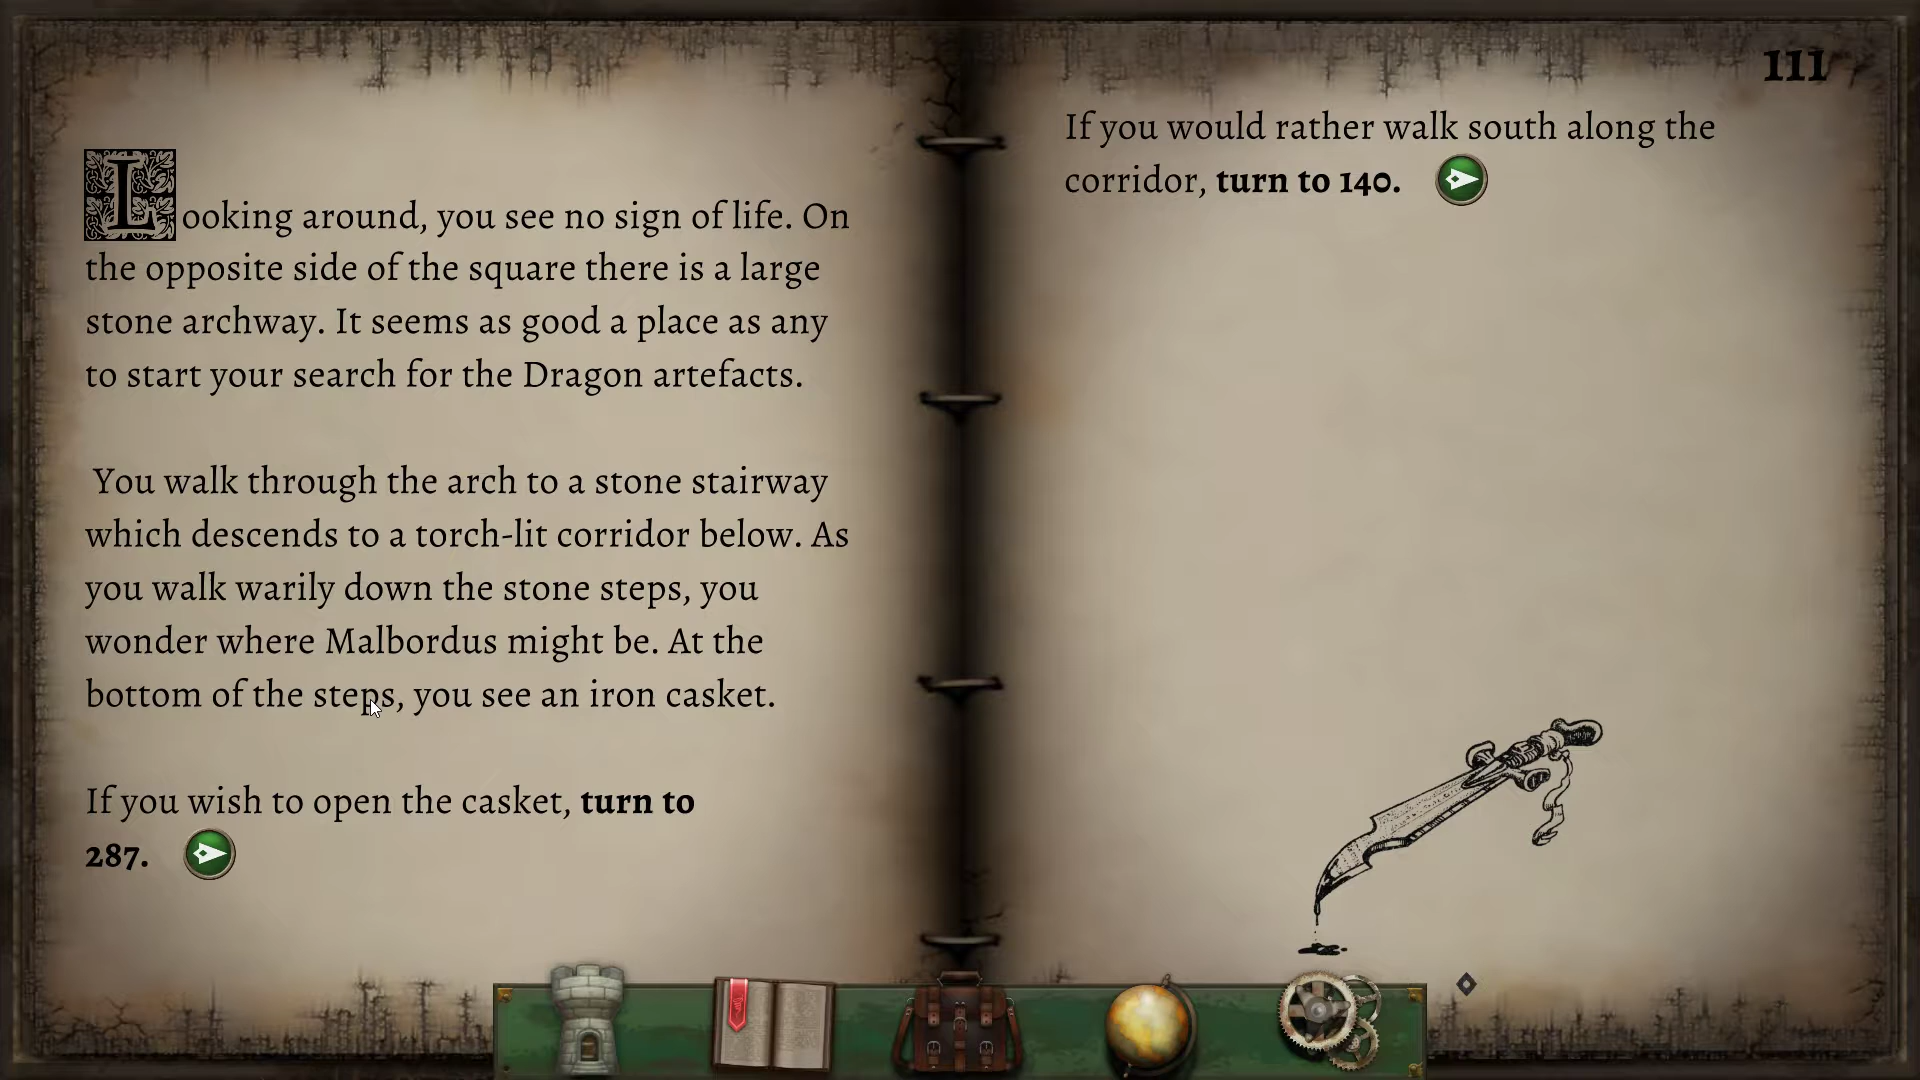 Looking around, you see no sign of life. On
the opposite side of the square there is a large
stone archway. It seems as good a place as any
to start your search for the Dragon artefacts.
You walk through the arch to a stone stairway
which descends to a torch-lit corridor below. As
you walk warily down the stone steps, you
wonder where Malbordus might be. At the
bottom of the steps, you see an iron casket.
If you wish to open the casket, turn to
287.
111
If you would rather walk south along the
corridor, turn to 140.